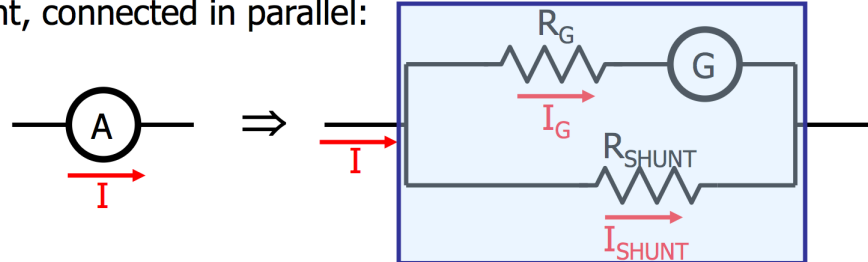 nt, connected in parallel:
R_G
G
A
I_G
I
R_SHUNT
I
I_SHUNT